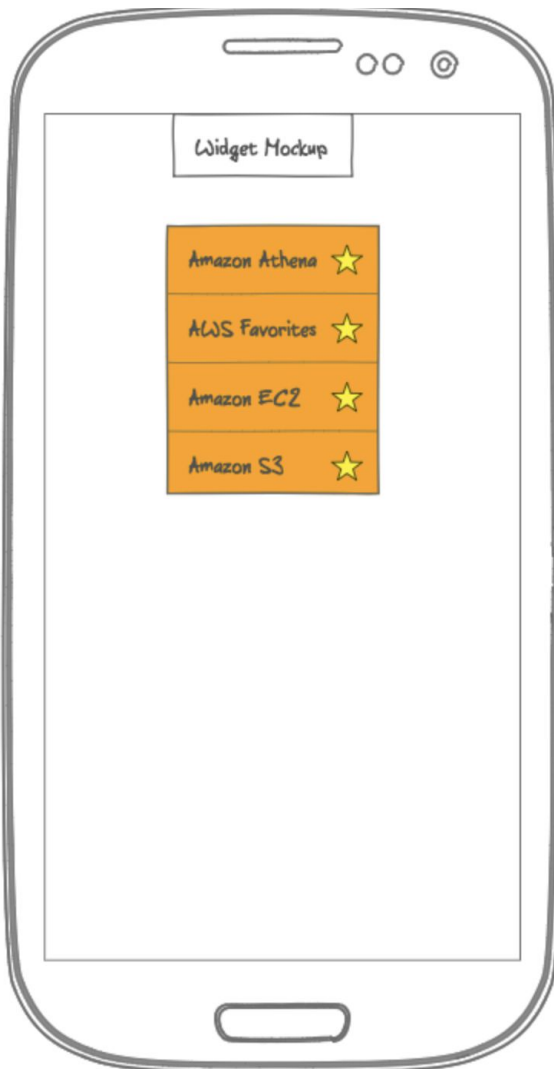 Widget Mockup
Amazon Athena
AWS Favorites
Amazon EC2
Amazon S3